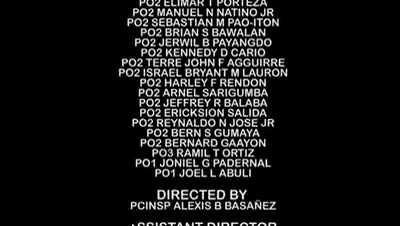 PO2 ELIMAR T PORTEZA
PO2 MANUEL N NATINO JR
PO2 SEBASTIAN M PAO-ITON
PO2 BRIAN S BAWALAN
PO2 JERWIL B PAYANGDO
PO2 KENNEDY D CARIO
PO2 TERRE JOHN F AGGUIRRE
PO2 ISRAEL BRYANT M LAURON
PO2 HARLEY F RENDON
PO2 ARNEL SARIGUMBA
PO2 JEFFREY R BALABA
PO2 ERICKSION SALIDA
PO2 REYNALDO N JOSE JR
PO2 BERN S GUMAYA
PO2 BERNARD GAAYON
PO3 RAMIL T ORTIZ
PO1 JONIEL G PADERNAL
PO1 JOEL L ABULI
DIRECTED BY
PCINSP ALEXIS B BASAÑEZ
ASSISTANT DIRECTOR